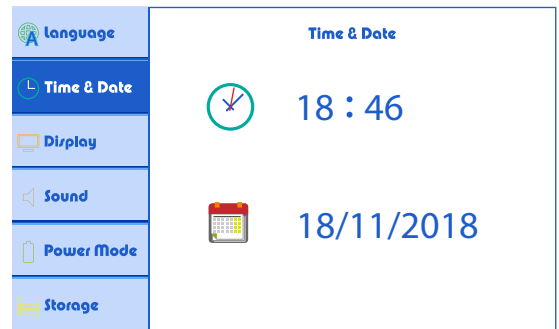 Language
Time & Date
Display
Sound
Power Mode
Storage
Time & Date
18 : 46
18/11/2018